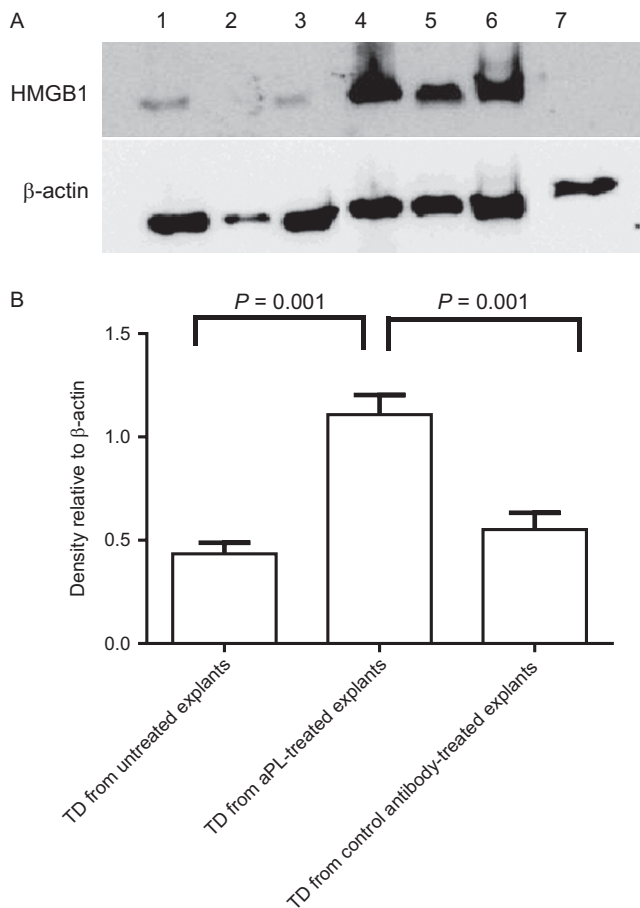 A
1 2 3 4 5 6 7
HMGB1
β-actin
B
P = 0.001
P = 0.001
1.5
1.0
0.5
0.0
Density relative to β-actin
TD from untreated explants
TD from aPL-treated explants
TD from control antibody-treated explants